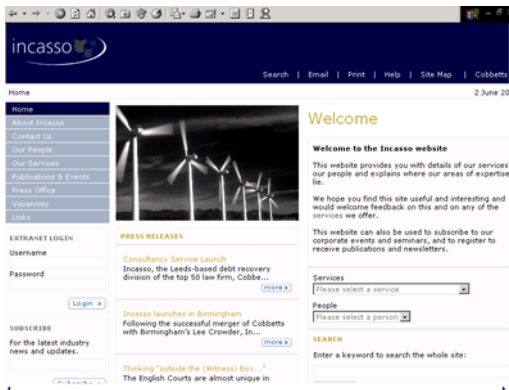 incasso
Search | Email | Print | Help | Site Map | Cobbetts
Home
2 June 20
Home
About Incasso
Contact Us
Our People
Our Services
Publications & Events
Press Office
Vacancies
Links
EXTRANET LOGIN
Username
Password
Login »
SUBSCRIBE
For the latest industry
news and updates.
Subscribe »
PRESS RELEASES
Consultancy Service Launch
Incasso, the Leeds-based debt recovery
division of the top 50 law firm, Cobbe...
more »
Incasso launches in Birmingham
Following the successful merger of Cobbetts
with Birmingham's Lee Crowder, In...
more »
Thinking "outside the (Witness) Box..."
The English Courts are almost unique in
Welcome
Welcome to the Incasso website
This website provides you with details of our services
our people and explains where our areas of expertise
lie.
We hope you find this site useful and interesting and
would welcome feedback on this and on any of the
services we offer.
This website can also be used to subscribe to our
corporate events and seminars, and to register to
receive publications and newsletters.
Services
Please select a service
People
Please select a person
SEARCH
Enter a keyword to search the whole site: